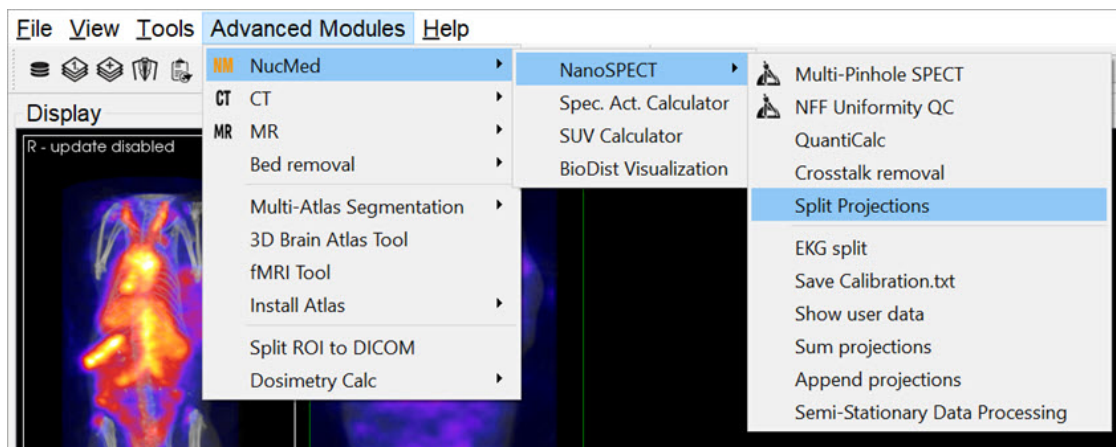 File View Tools Advanced Modules Help
Display
R - update disabled
NM NucMed
CT CT
MR MR
Bed removal
Multi-Atlas Segmentation
3D Brain Atlas Tool
fMRI Tool
Install Atlas
Split ROI to DICOM
Dosimetry Calc
NanoSPECT
Spec. Act. Calculator
SUV Calculator
BioDist Visualization
Multi-Pinhole SPECT
NFF Uniformity QC
QuantiCalc
Crosstalk removal
Split Projections
EKG split
Save Calibration.txt
Show user data
Sum projections
Append projections
Semi-Stationary Data Processing